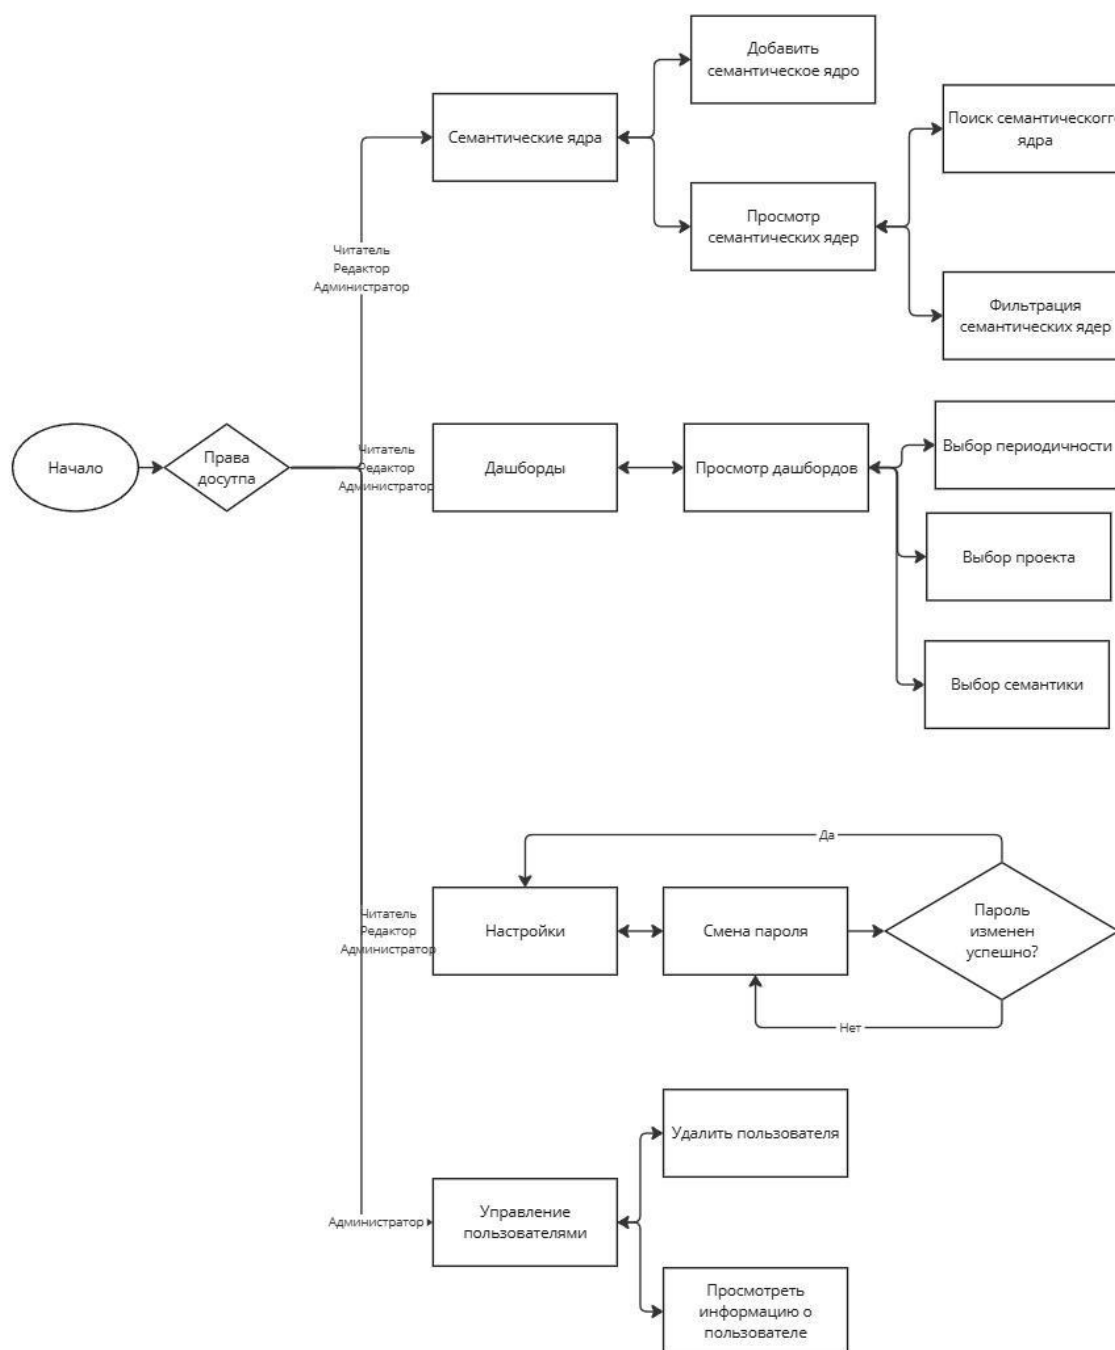 Добавить
семантическое ядро
Семантические ядра
Поиск семантическогг
ядра
Просмотр
семантических ядер
Читатель
Редактор
Администратор
Фильтрация
семантических ядер
Начало
Права
досутпа
Читатель
Редактор
Администратор
Дашборды
Просмотр дашбордов
Выбор периодичности
Выбор проекта
Выбор семантики
Да
Читатель
Редактор
Администратор
Настройки
Смена пароля
Пароль
изменен
успешно?
Нет
Удалить пользователя
Администратор
Управление
пользователями
Просмотреть
информацию о
пользователе